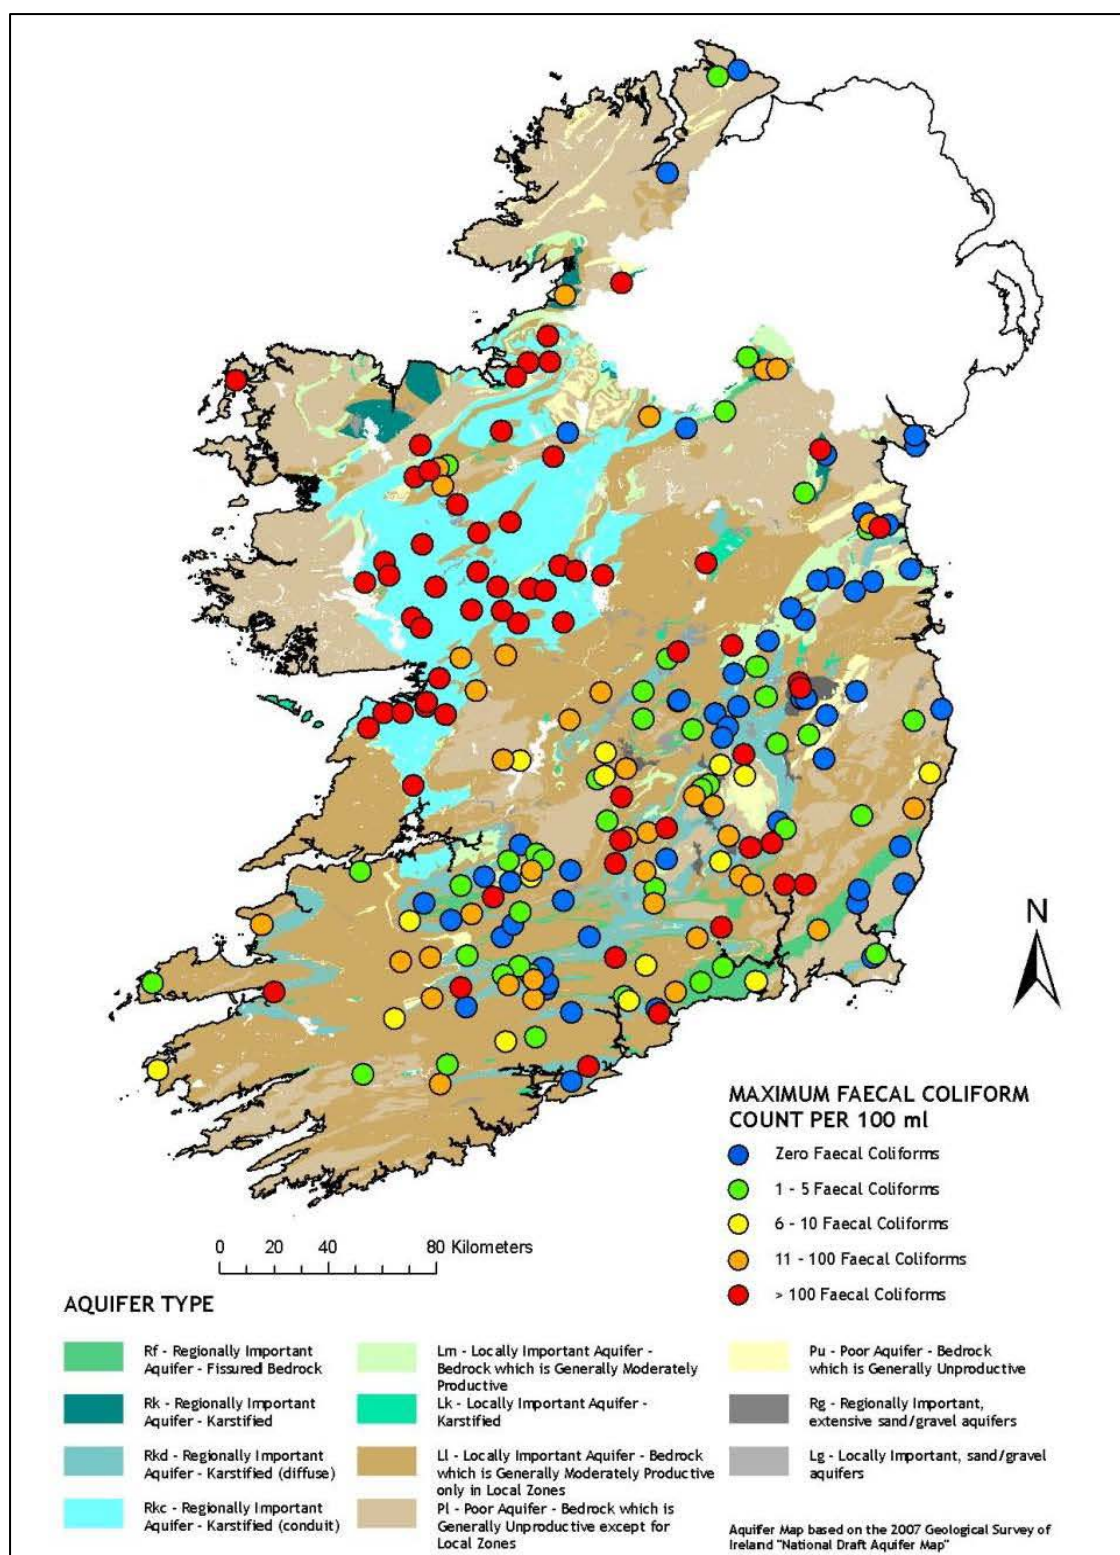 N
MAXIMUM FAECAL COLIFORM
COUNT PER 100 ml
Zero Faecal Coliforms
1 - 5 Faecal Coliforms
6 - 10 Faecal Coliforms
11 - 100 Faecal Coliforms
> 100 Faecal Coliforms
0 20 40 80 Kilometers
AQUIFER TYPE
Rf - Regionally Important
Aquifer - Fissured Bedrock
Rk - Regionally Important
Aquifer - Karstified
Rkd - Regionally Important
Aquifer - Karstified (diffuse)
Rkc - Regionally Important
Aquifer - Karstified (conduit)
Lm - Locally Important Aquifer -
Bedrock which is Generally Moderately
Productive
Lk - Locally Important Aquifer -
Karstified
Ll - Locally Important Aquifer - Bedrock
which is Generally Moderately Productive
only in Local Zones
Pl - Poor Aquifer - Bedrock which is
Generally Unproductive except for
Local Zones
Pu - Poor Aquifer - Bedrock
which is Generally Unproductive
Rg - Regionally Important,
extensive sand/gravel aquifers
Lg - Locally Important, sand/gravel
aquifers
Aquifer Map based on the 2007 Geological Survey of
Ireland "National Draft Aquifer Map"